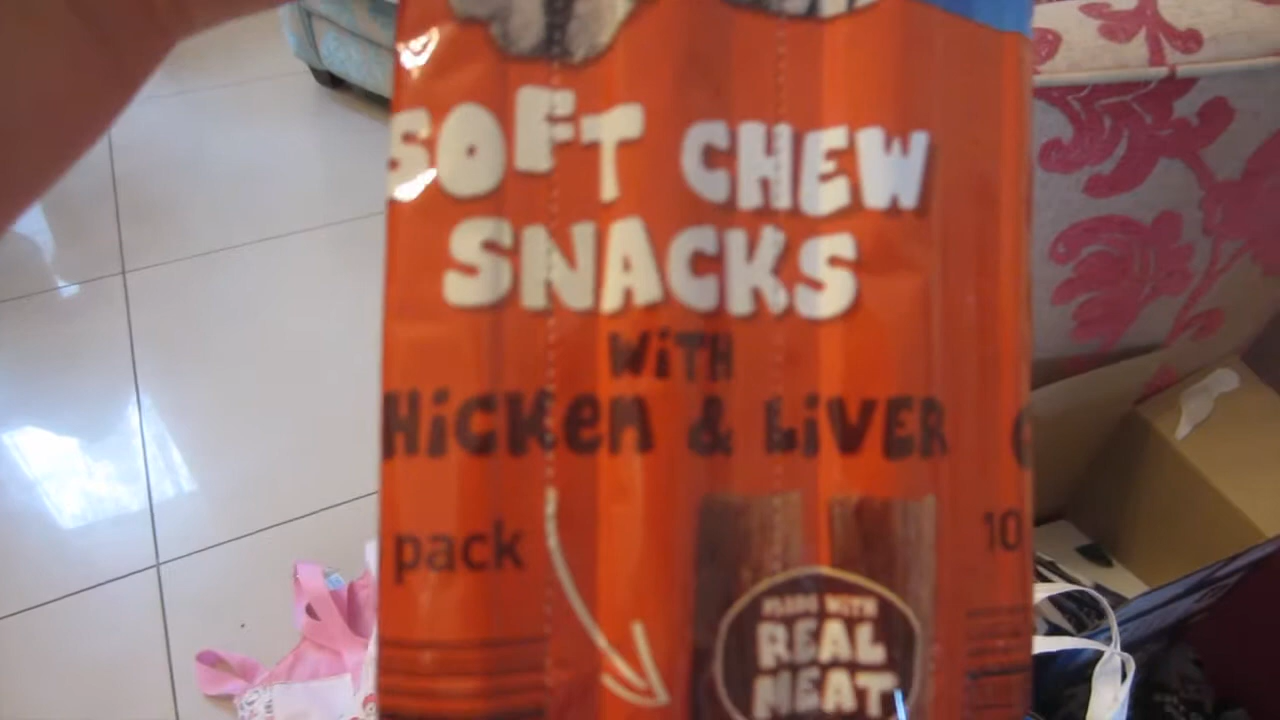 SOFT CHEW
SNACKS
WiTH
HiCKen & LiVER
pack
10
MADE WITH
REAL
MEAT